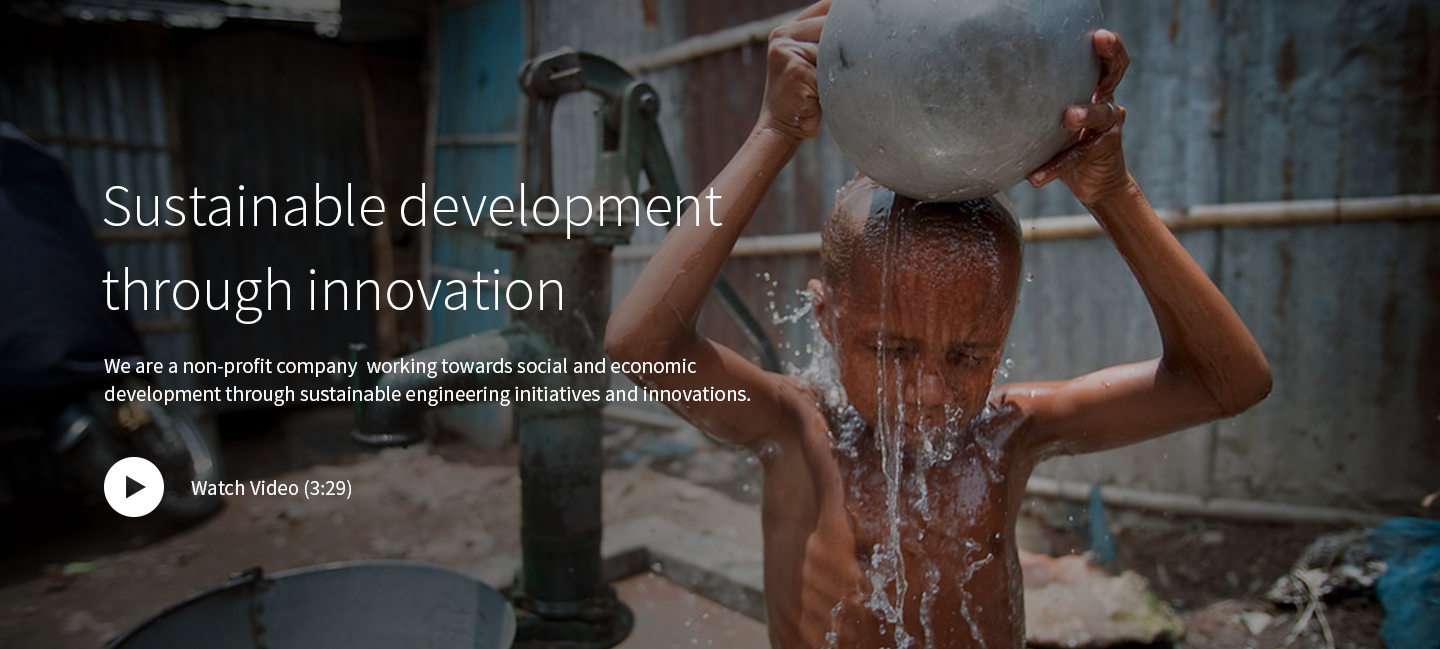 Sustainable development
through innovation
We are a non-profit company  working towards social and economic
development through sustainable engineering initiatives and innovations.
Watch Video (3:29)